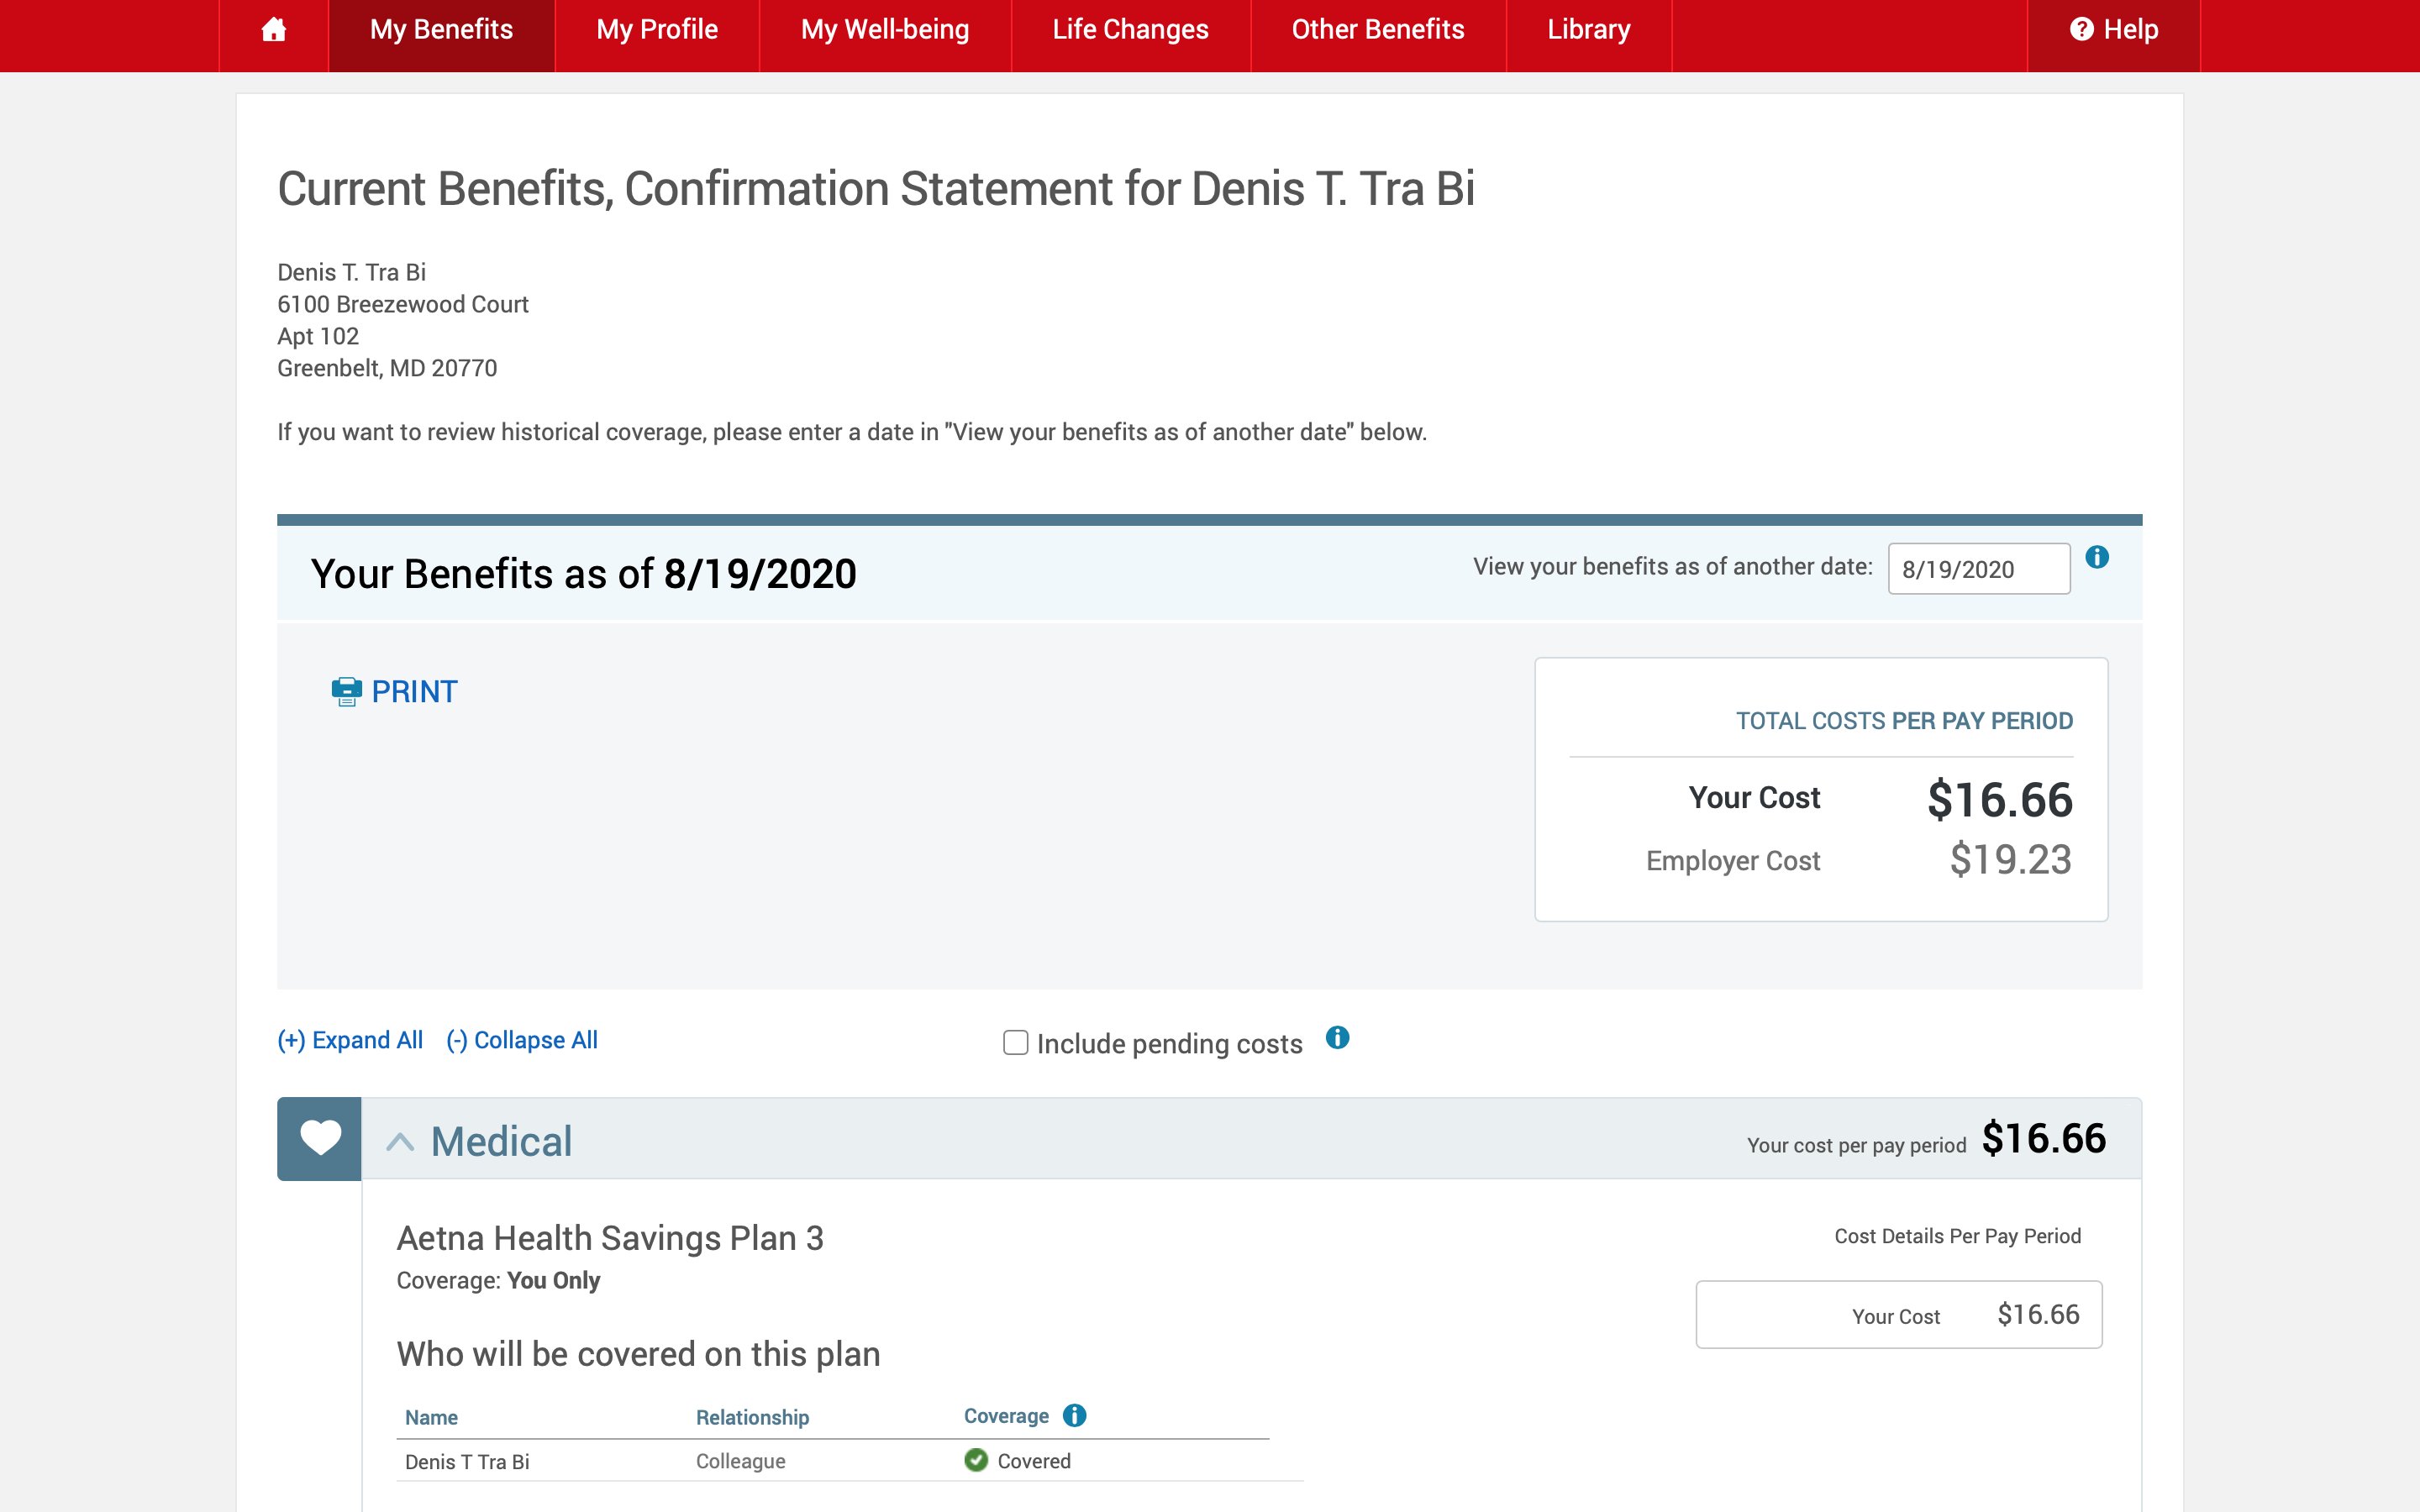 My Benefits My Profile My Well-being Life Changes Other Benefits Library Help
Current Benefits, Confirmation Statement for Denis T. Tra Bi
Denis T. Tra Bi
6100 Breezewood Court
Apt 102
Greenbelt, MD 20770
If you want to review historical coverage, please enter a date in "View your benefits as of another date" below.
Your Benefits as of 8/19/2020
View your benefits as of another date: 8/19/2020
PRINT
TOTAL COSTS PER PAY PERIOD
Your Cost $16.66
Employer Cost $19.23
(+) Expand All (-) Collapse All Include pending costs
Medical Your cost per pay period $16.66
Aetna Health Savings Plan 3
Coverage: You Only
Cost Details Per Pay Period
Your Cost $16.66
Who will be covered on this plan
Name Relationship Coverage
Denis T Tra Bi Colleague Covered